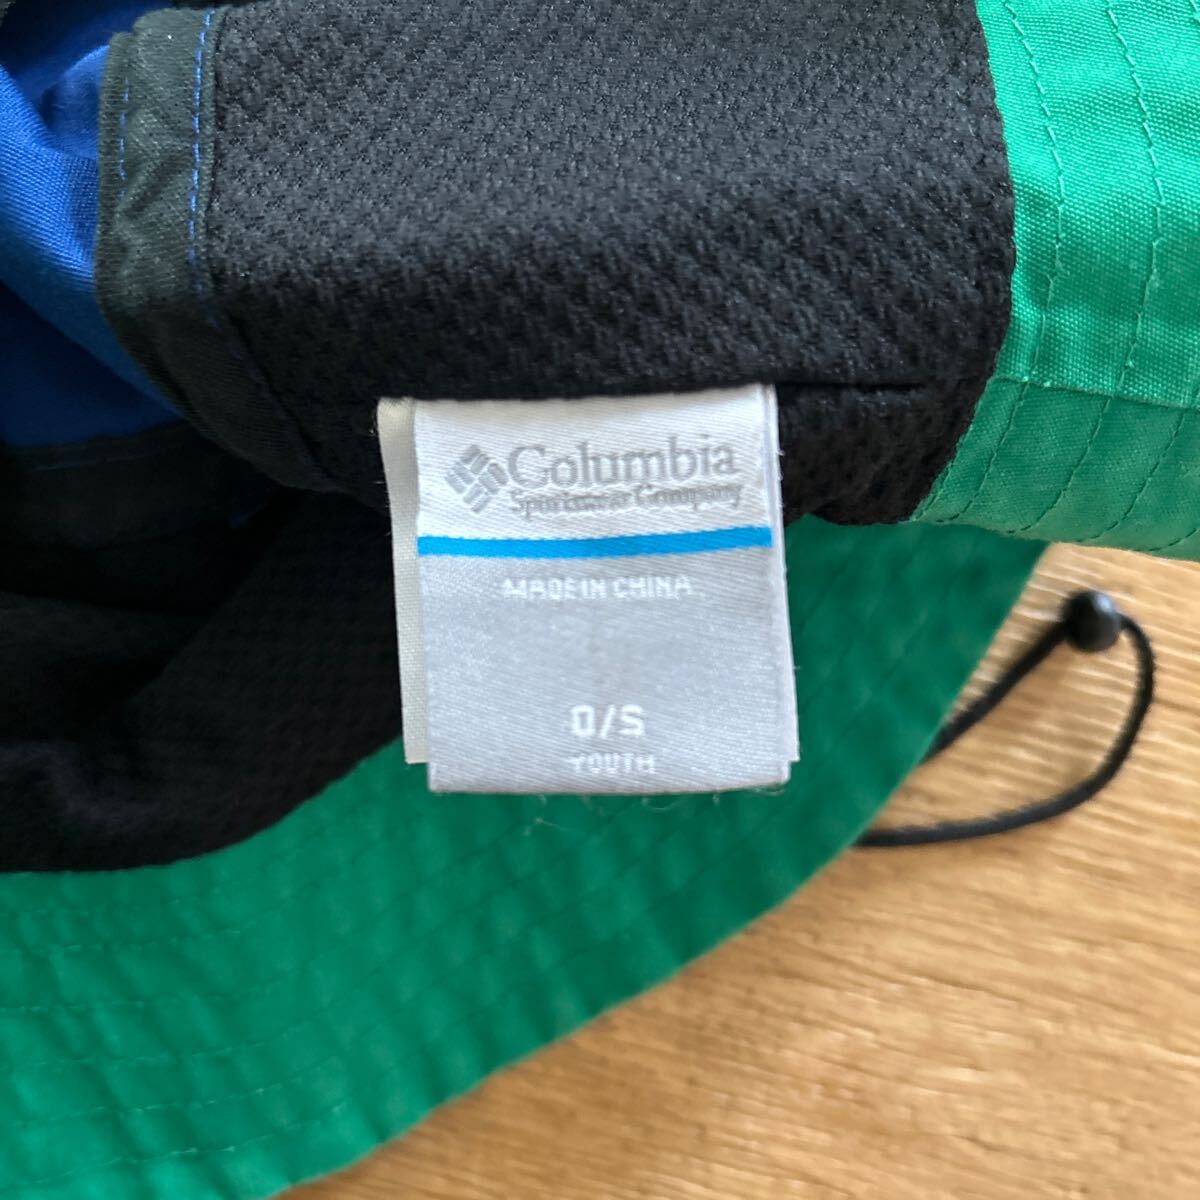 Columbia
Sportswear Company
MADE IN CHINA
O/S
YOUTH